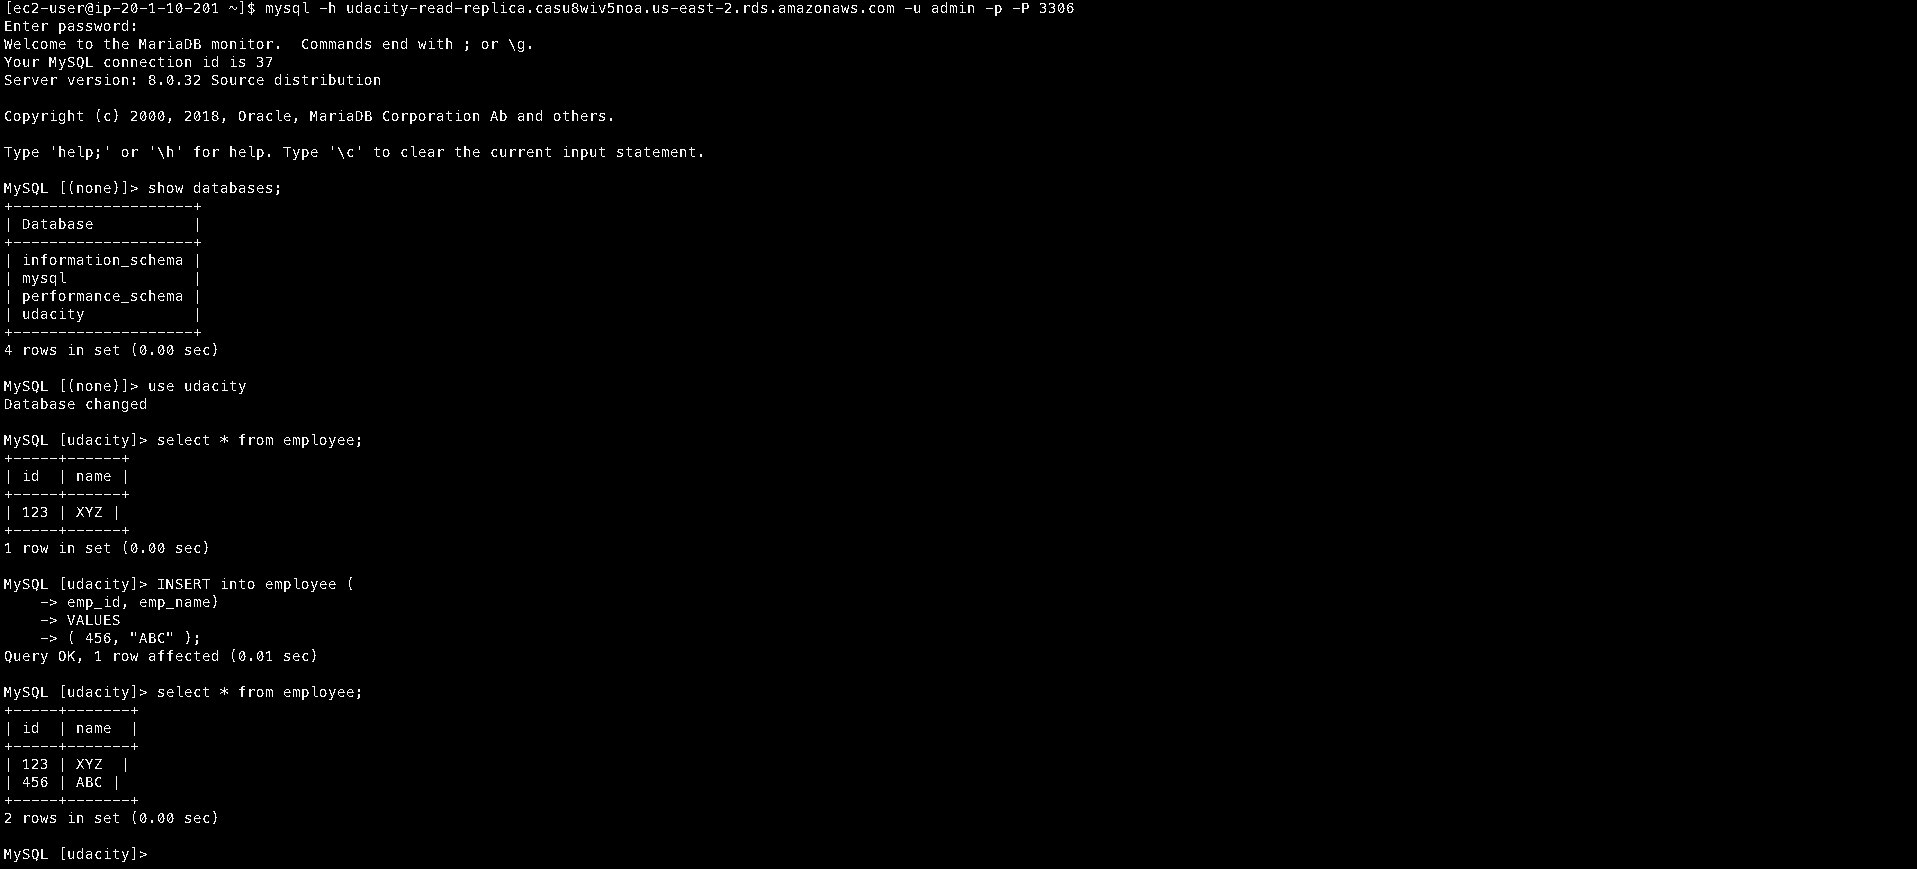 [ec2-user@ip-20-1-10-201 ~]$ mysql -h udacity-read-replica.casu8wiv5noa.us-east-2.rds.amazonaws.com -u admin -p -P 3306
Enter password:
Welcome to the MariaDB monitor.  Commands end with ; or \g.
Your MySQL connection id is 37
Server version: 8.0.32 Source distribution

Copyright (c) 2000, 2018, Oracle, MariaDB Corporation Ab and others.

Type 'help;' or '\h' for help. Type '\c' to clear the current input statement.

MySQL [(none)]> show databases;
+--------------------+
| Database           |
+--------------------+
| information_schema |
| mysql              |
| performance_schema |
| udacity            |
+--------------------+
4 rows in set (0.00 sec)

MySQL [(none)]> use udacity
Database changed

MySQL [udacity]> select * from employee;
+-----+------+
| id  | name |
+-----+------+
| 123 | XYZ |
+-----+------+
1 row in set (0.00 sec)

MySQL [udacity]> INSERT into employee (
    -> emp_id, emp_name)
    -> VALUES
    -> ( 456, "ABC" );
Query OK, 1 row affected (0.01 sec)

MySQL [udacity]> select * from employee;
+-----+-------+
| id  | name  |
+-----+-------+
| 123 | XYZ  |
| 456 | ABC |
+-----+-------+
2 rows in set (0.00 sec)

MySQL [udacity]>